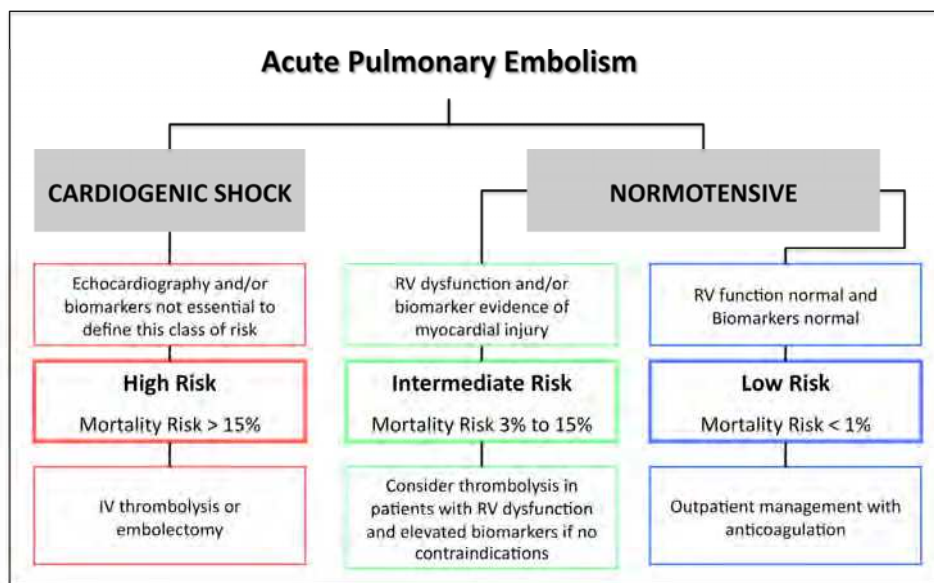 Acute Pulmonary Embolism
CARDIOGENIC SHOCK
NORMOTENSIVE
Echocardiography and/or
biomarkers not essential to
define this class of risk
RV dysfunction and/or
biomarker evidence of
myocardial injury
RV function normal and
Biomarkers normal
High Risk
Mortality Risk > 15%
Intermediate Risk
Mortality Risk 3% to 15%
Low Risk
Mortality Risk < 1%
IV thrombolysis or
embolectomy
Consider thrombolysis in
patients with RV dysfunction
and elevated biomarkers if no
contraindications
Outpatient management with
anticoagulation